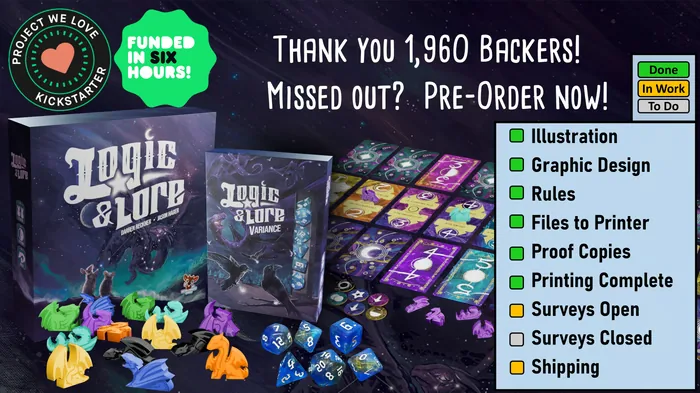 PROJECT WE LOVE
KICKSTARTER
FUNDED
IN SIX
HOURS!
THANK YOU 1,960 BACKERS!
MISSED OUT? PRE-ORDER NOW!
Done
In Work
To Do
Illustration
Graphic Design
Rules
Files to Printer
Proof Copies
Printing Complete
Surveys Open
Surveys Closed
Shipping
Logic
& Lore
Logic
& Lore
VARIANCE